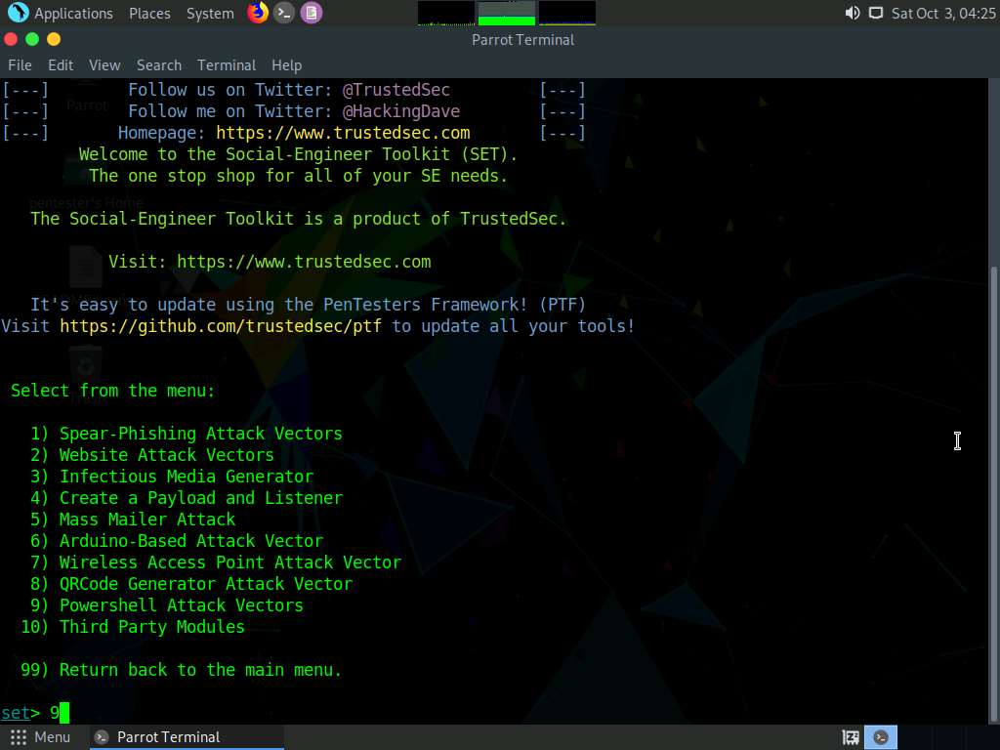 Applications Places System Sat Oct 3, 04:25
Parrot Terminal
File Edit View Search Terminal Help
[---] Follow us on Twitter: @TrustedSec [---]
[---] Follow me on Twitter: @HackingDave [---]
[---] Homepage: https://www.trustedsec.com [---]
Welcome to the Social-Engineer Toolkit (SET).
The one stop shop for all of your SE needs.
The Social-Engineer Toolkit is a product of TrustedSec.
Visit: https://www.trustedsec.com
It's easy to update using the PenTesters Framework! (PTF)
Visit https://github.com/trustedsec/ptf to update all your tools!
Select from the menu:
1) Spear-Phishing Attack Vectors
2) Website Attack Vectors
3) Infectious Media Generator
4) Create a Payload and Listener
5) Mass Mailer Attack
6) Arduino-Based Attack Vector
7) Wireless Access Point Attack Vector
8) QRCode Generator Attack Vector
9) Powershell Attack Vectors
10) Third Party Modules
99) Return back to the main menu.
set> 9
Menu Parrot Terminal